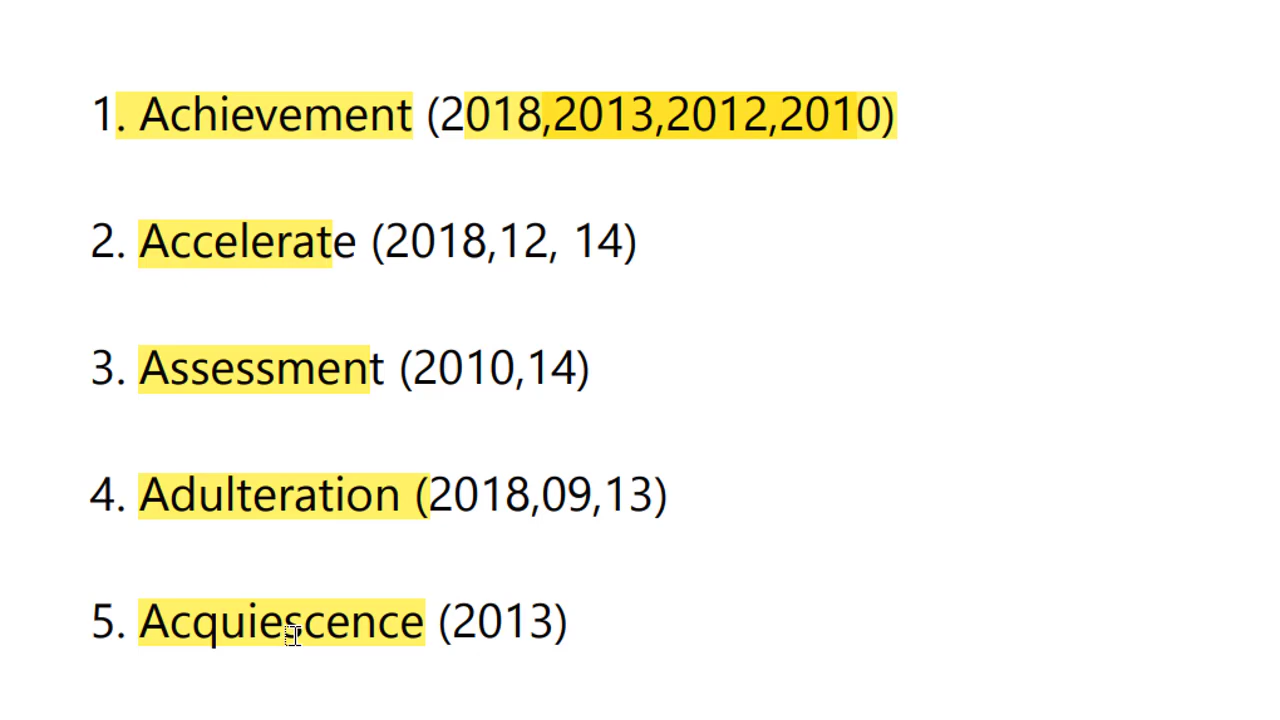 1. Achievement (2018,2013,2012,2010)
2. Accelerate (2018,12, 14)
3. Assessment (2010,14)
4. Adulteration (2018,09,13)
5. Acquiescence (2013)